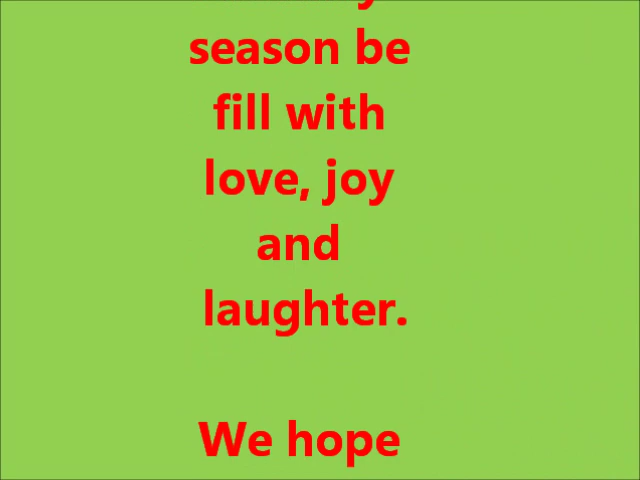 season be
fill with
love, joy
and
laughter.
We hope